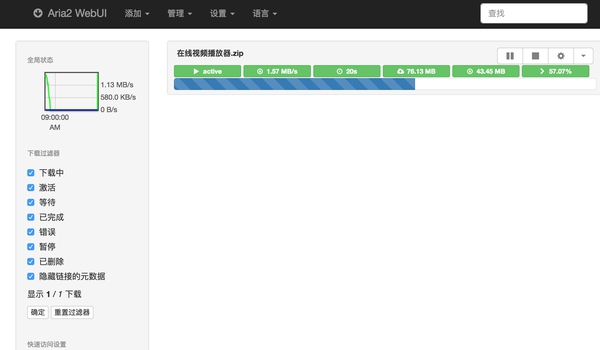 Aria2 WebUI 添加 管理 设置 语言 查找
全局状态
1.13 MB/s
580.0 KB/s
0 B/s
09:00:00
AM
下载过滤器
下载中
激活
等待
已完成
错误
暂停
已删除
隐藏链接的元数据
显示 1 / 1 下载
确定 重置过滤器
快速访问设置
在线视频播放器.zip
active 1.57 MB/s 20s 76.13 MB 43.45 MB 57.07%